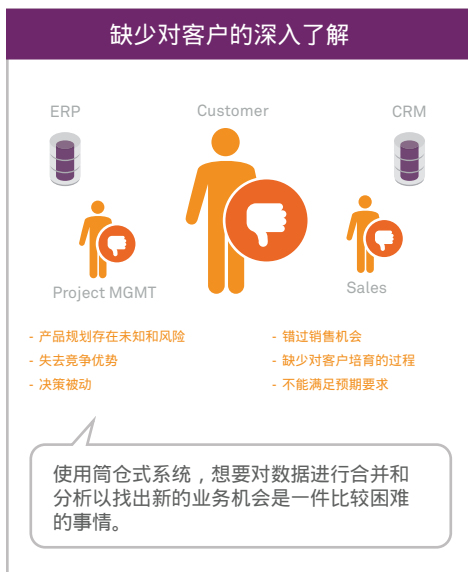 缺少对客户的深入了解
ERP
Customer
CRM
Project MGMT
Sales
- 产品规划存在未知和风险
- 失去竞争优势
- 决策被动
- 错过销售机会
- 缺少对客户培育的过程
- 不能满足预期要求
使用筒仓式系统，想要对数据进行合并和
分析以找出新的业务机会是一件比较困难
的事情。